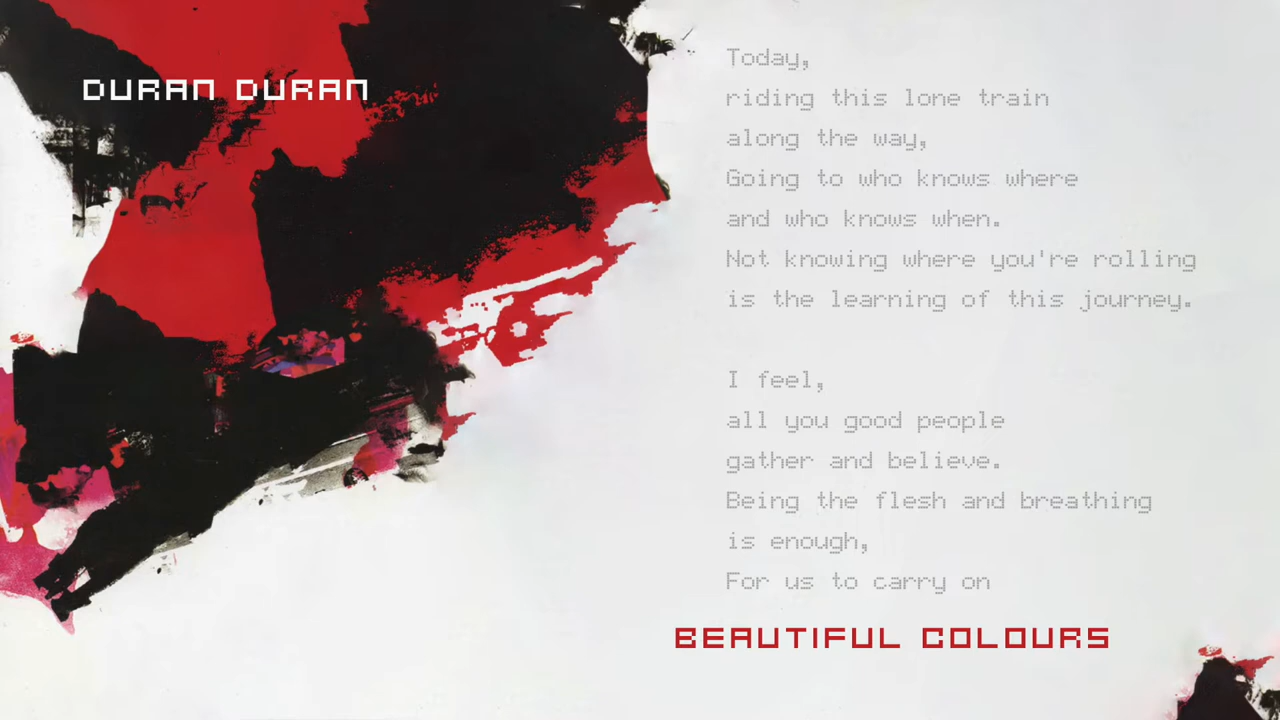 DURAN DURAN
Today,
riding this lone train
along the way,
Going to who knows where
and who knows when.
Not knowing where you're rolling
is the learning of this journey.
I feel,
all you good people
gather and believe.
Being the flesh and breathing
is enough,
For us to carry on
BEAUTIFUL COLOURS